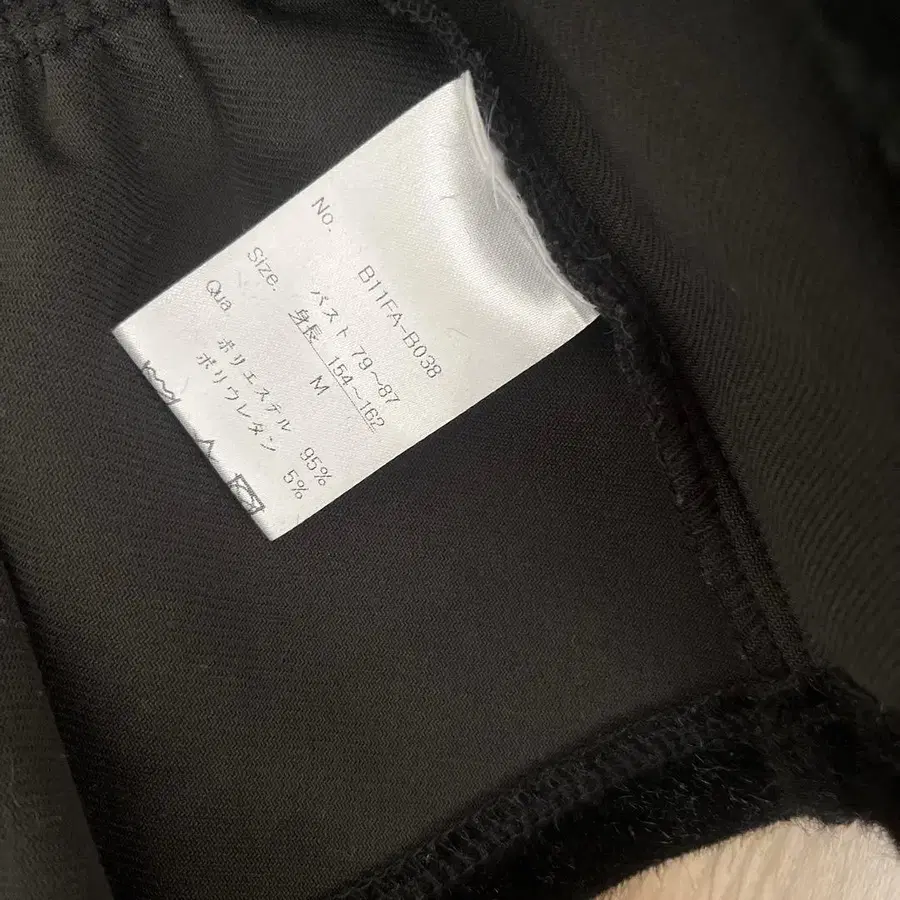 No. B11FA-B038
Size. バスト 79～87
身長 154～162
M
Qua.
ポリエステル 95%
ポリウレタン 5%